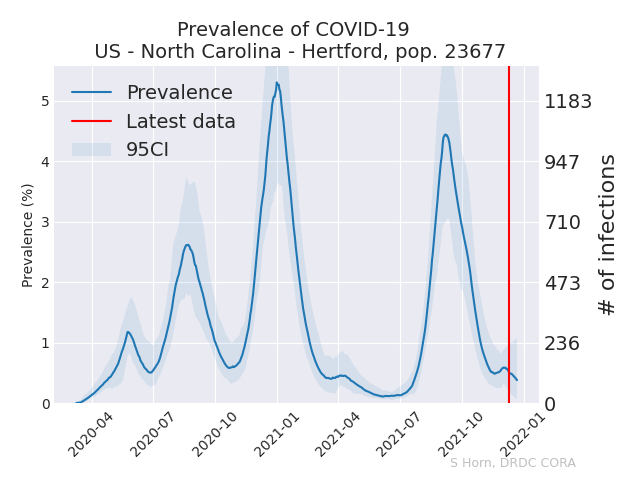 Prevalence of COVID-19
US - North Carolina - Hertford, pop. 23677
Prevalence
Latest data
95CI
Prevalence (%)
5
4
3
2
1
0
1183
947
710
473
236
0
# of infections
2020-04
2020-07
2020-10
2021-01
2021-04
2021-07
2021-10
2022-01
S Horn, DRDC CORA